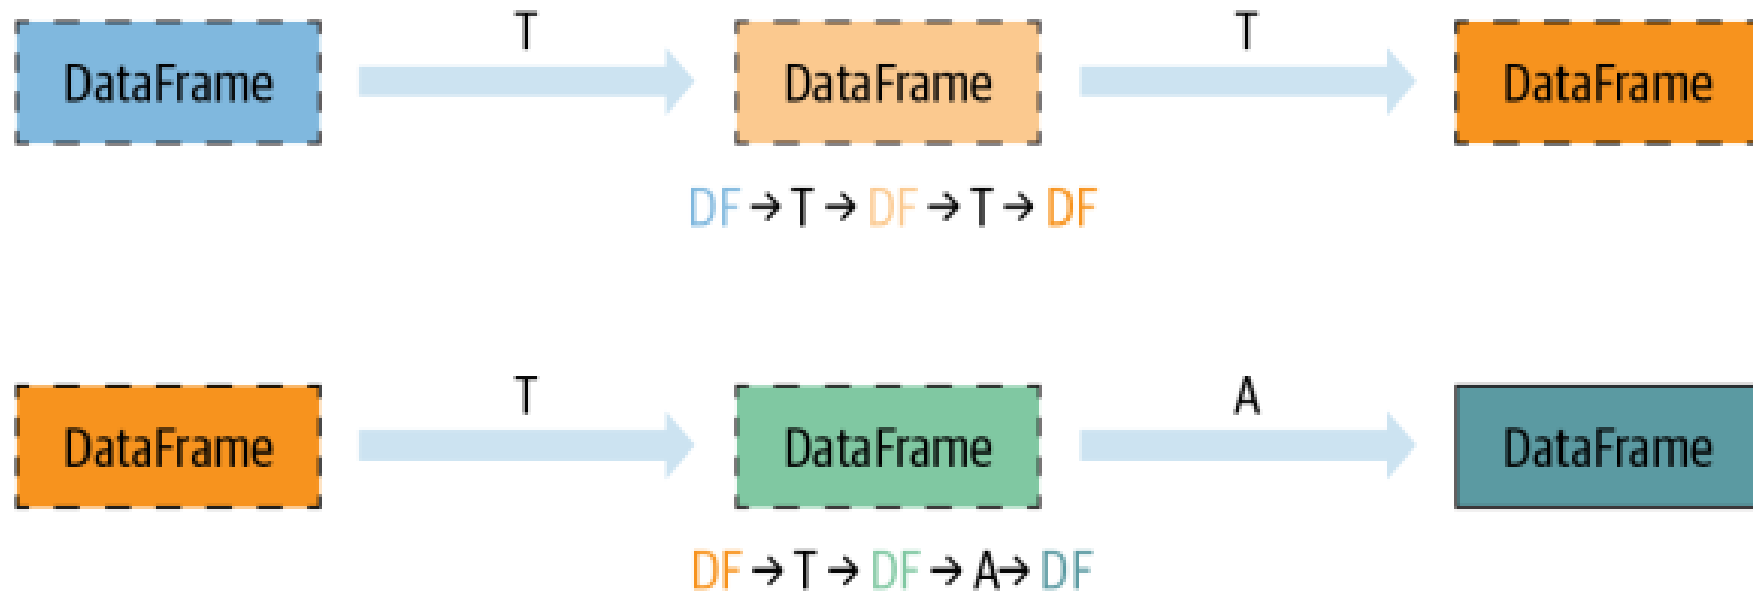 T T
DataFrame DataFrame DataFrame
DF → T → DF → T → DF
T A
DataFrame DataFrame DataFrame
DF → T → DF → A → DF